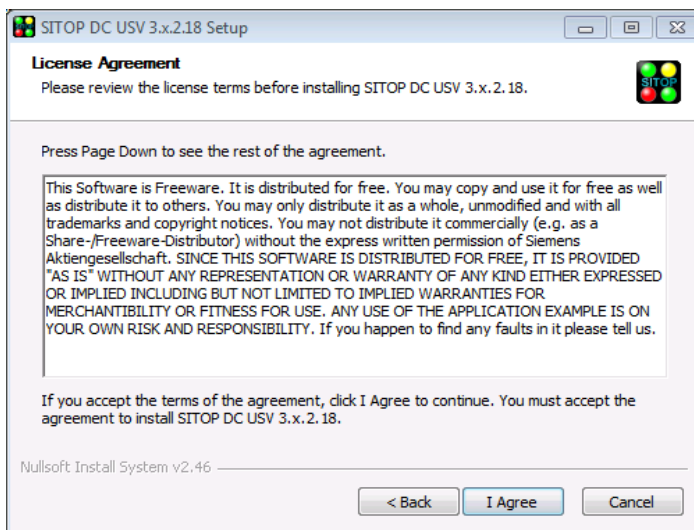 SITOP DC USV 3.x.2.18 Setup
License Agreement
Please review the license terms before installing SITOP DC USV 3.x.2.18.
SITOP
Press Page Down to see the rest of the agreement.
This Software is Freeware. It is distributed for free. You may copy and use it for free as well
as distribute it to others. You may only distribute it as a whole, unmodified and with all
trademarks and copyright notices. You may not distribute it commercially (e.g. as a
Share-/Freeware-Distributor) without the express written permission of Siemens
Aktiengesellschaft. SINCE THIS SOFTWARE IS DISTRIBUTED FOR FREE, IT IS PROVIDED
"AS IS" WITHOUT ANY REPRESENTATION OR WARRANTY OF ANY KIND EITHER EXPRESSED
OR IMPLIED INCLUDING BUT NOT LIMITED TO IMPLIED WARRANTIES FOR
MERCHANTIBILITY OR FITNESS FOR USE. ANY USE OF THE APPLICATION EXAMPLE IS ON
YOUR OWN RISK AND RESPONSIBILITY. If you happen to find any faults in it please tell us.
If you accept the terms of the agreement, click I Agree to continue. You must accept the
agreement to install SITOP DC USV 3.x.2.18.
Nullsoft Install System v2.46
< Back I Agree Cancel